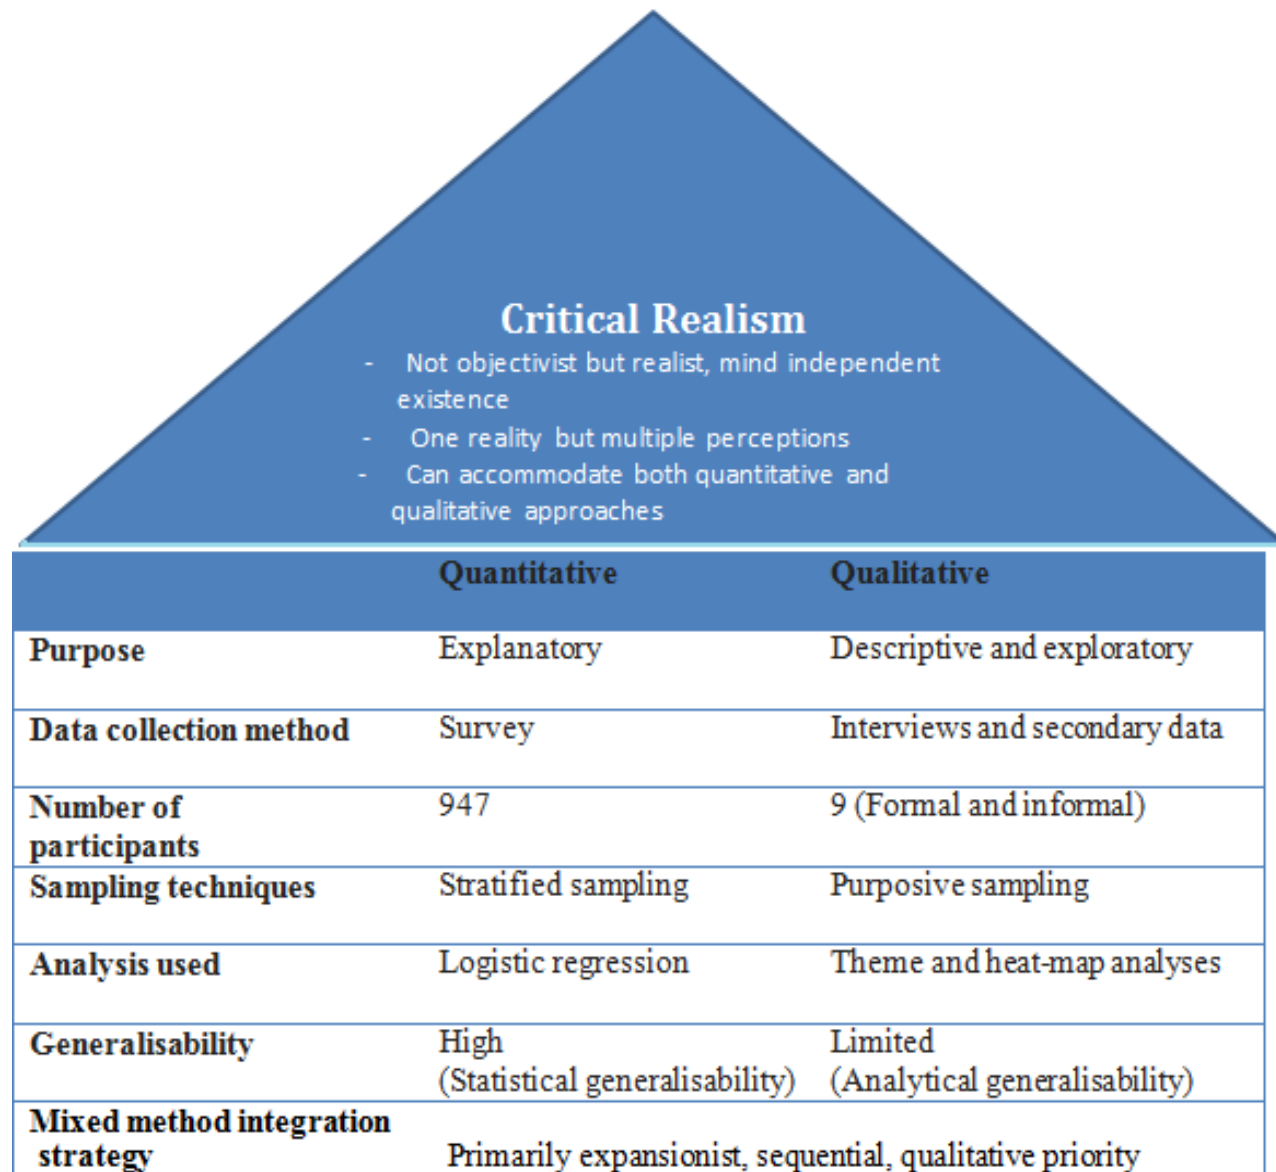 Critical Realism
- Not objectivist but realist, mind independent
existence
- One reality but multiple perceptions
- Can accommodate both quantitative and
qualitative approaches
Quantitative Qualitative
Purpose Explanatory Descriptive and exploratory
Data collection method Survey Interviews and secondary data
Number of 947 9 (Formal and informal)
participants
Sampling techniques Stratified sampling Purposive sampling
Analysis used Logistic regression Theme and heat-map analyses
Generalisability High Limited
(Statistical generalisability) (Analytical generalisability)
Mixed method integration
strategy Primarily expansionist, sequential, qualitative priority